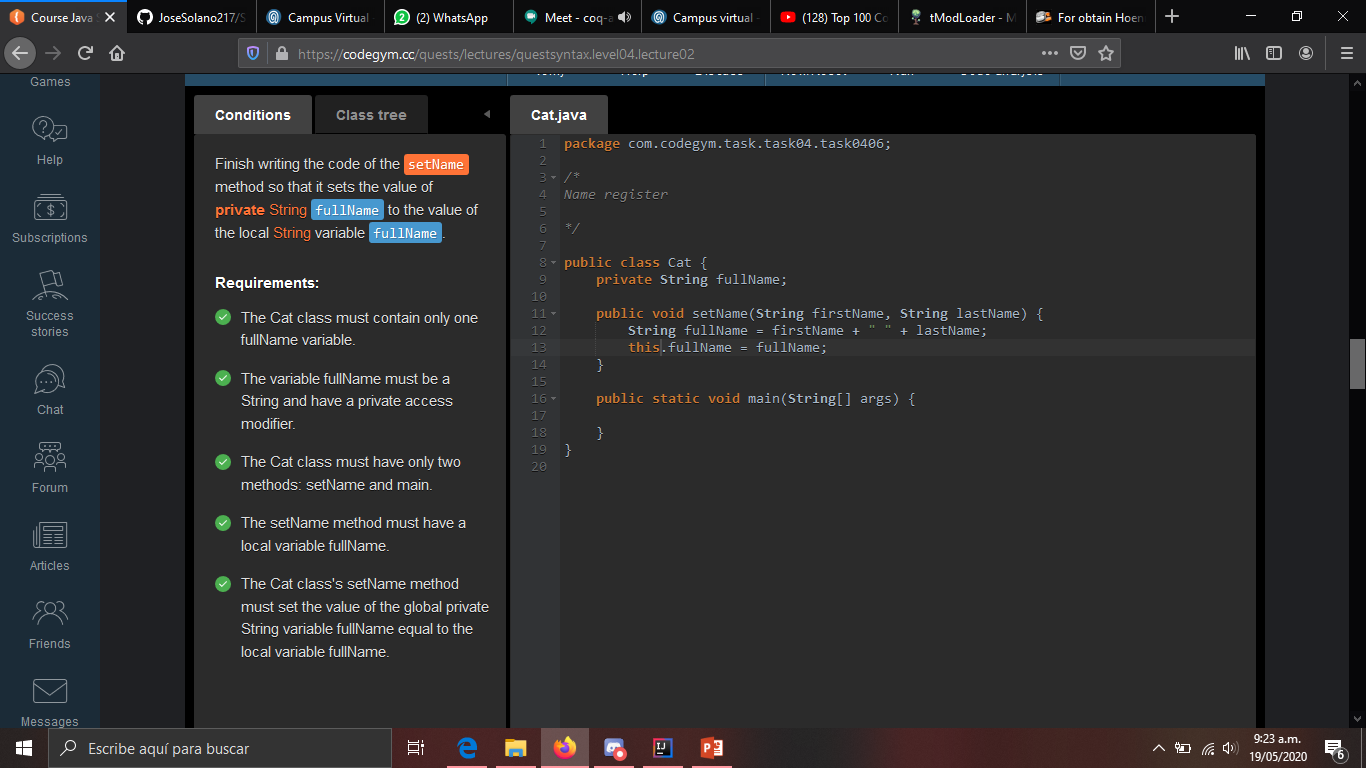 Course Java S
JoseSolano217/S
Campus Virtual
(2) WhatsApp
Meet - coq-a
Campus virtual -
(128) Top 100 Co
tModLoader - M
For obtain Hoen
https://codegym.cc/quests/lectures/questsyntax.level04.lecture02
Games
Help
Subscriptions
Success
stories
Chat
Forum
Articles
Friends
Messages
Conditions
Class tree
Finish writing the code of the setName
method so that it sets the value of
private String fullName to the value of
the local String variable fullName.
Requirements:
The Cat class must contain only one
fullName variable.
The variable fullName must be a
String and have a private access
modifier.
The Cat class must have only two
methods: setName and main.
The setName method must have a
local variable fullName.
The Cat class's setName method
must set the value of the global private
String variable fullName equal to the
local variable fullName.
Cat.java
1 package com.codegym.task.task04.task0406;
2
3 /*
4 Name register
5
6 */
7
8 public class Cat {
9 private String fullName;
10
11 public void setName(String firstName, String lastName) {
12 String fullName = firstName + " " + lastName;
13 this.fullName = fullName;
14 }
15
16 public static void main(String[] args) {
17
18 }
19 }
20
Escribe aquí para buscar
9:23 a.m.
19/05/2020
6